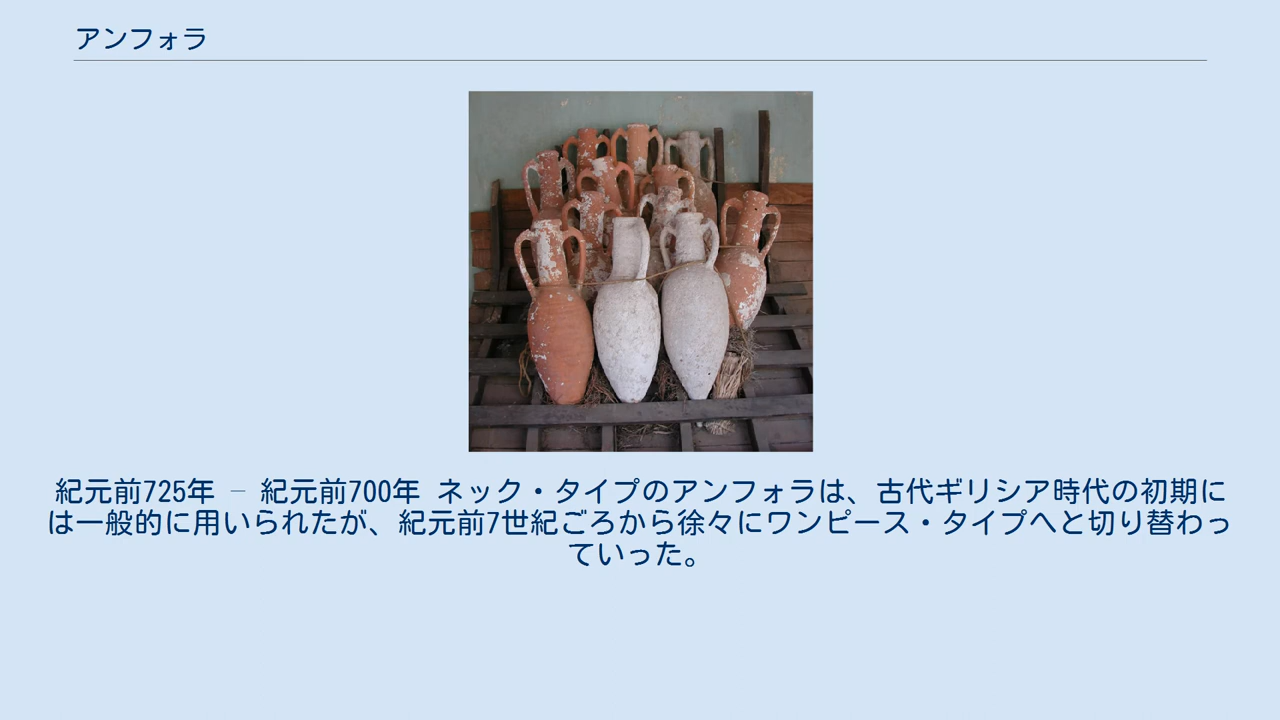 アンフォラ
紀元前725年 – 紀元前700年 ネック・タイプのアンフォラは、古代ギリシア時代の初期に
は一般的に用いられたが、紀元前7世紀ごろから徐々にワンピース・タイプへと切り替わっ
ていった。